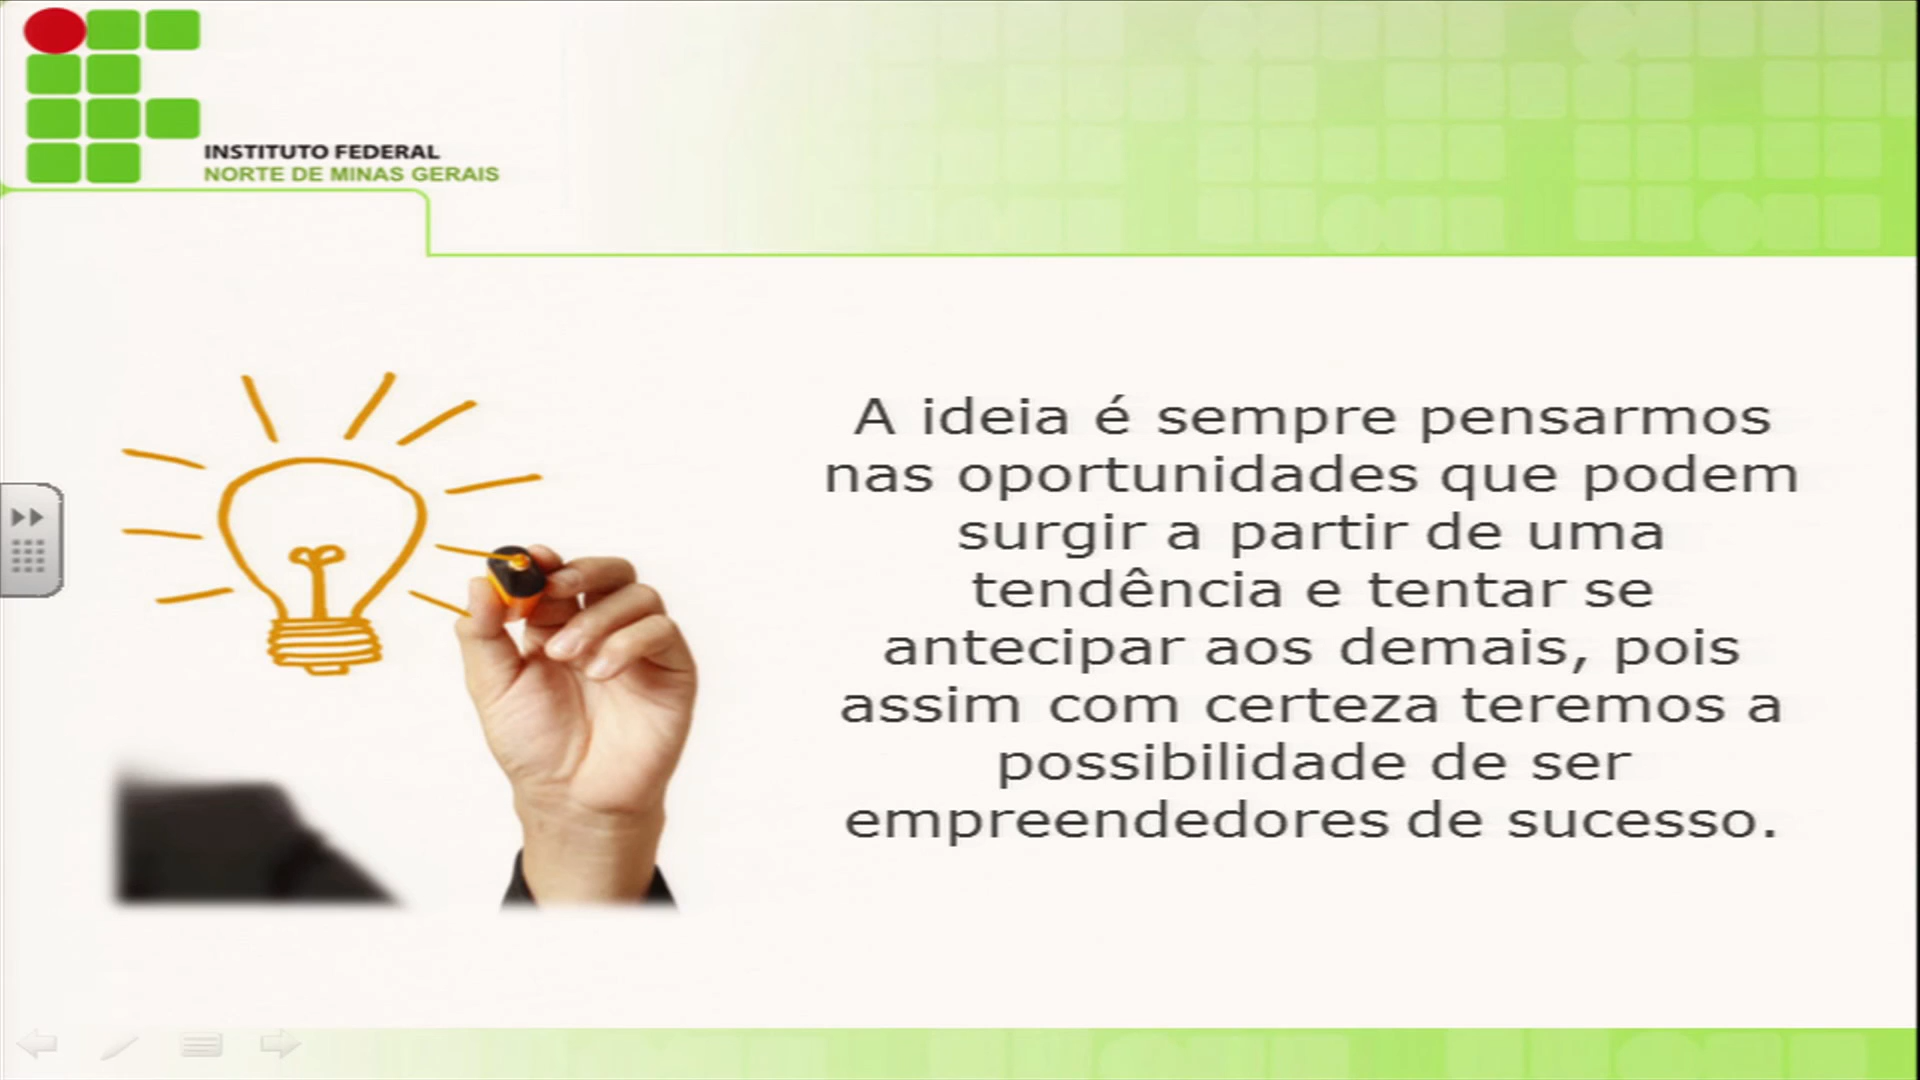 INSTITUTO FEDERAL
NORTE DE MINAS GERAIS
A ideia é sempre pensarmos
nas oportunidades que podem
surgir a partir de uma
tendência e tentar se
antecipar aos demais, pois
assim com certeza teremos a
possibilidade de ser
empreendedores de sucesso.